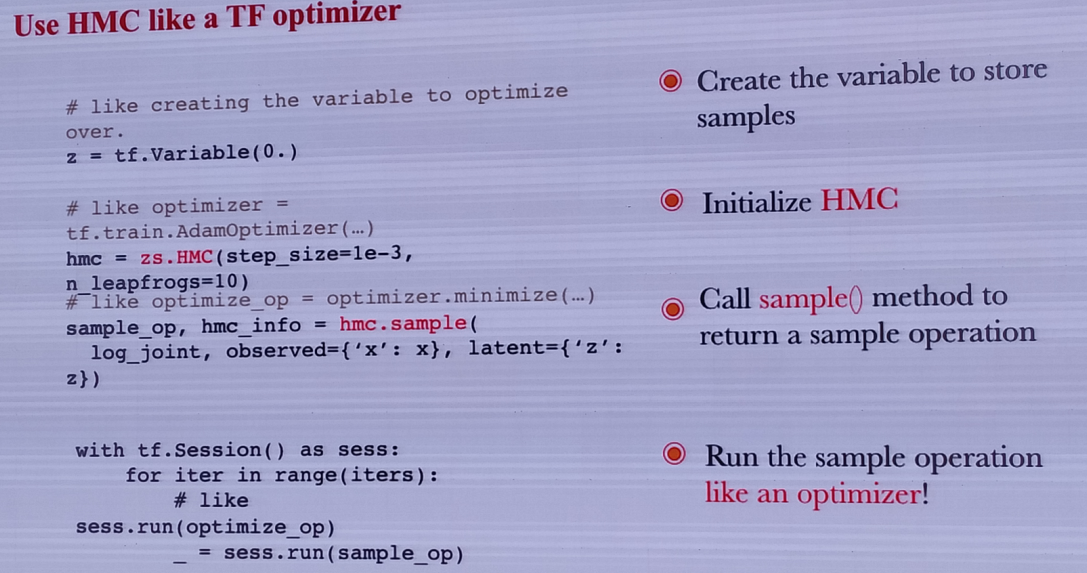 Use HMC like a TF optimizer
# like creating the variable to optimize
over.
z = tf.Variable(0.)
Create the variable to store
samples
# like optimizer =
tf.train.AdamOptimizer(…)
hmc = zs.HMC(step_size=1e-3,
n_leapfrogs=10)
Initialize HMC
# like optimize_op = optimizer.minimize(…)
sample_op, hmc_info = hmc.sample(
log_joint, observed={‘x’: x}, latent={‘z’:
z})
Call sample() method to
return a sample operation
with tf.Session() as sess:
for iter in range(iters):
# like
sess.run(optimize_op)
_ = sess.run(sample_op)
Run the sample operation
like an optimizer!